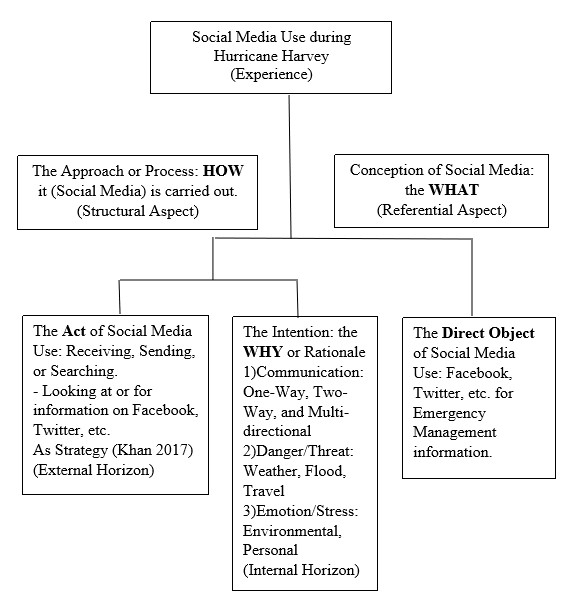 Social Media Use during
Hurricane Harvey
(Experience)
The Approach or Process: HOW
it (Social Media) is carried out.
(Structural Aspect)
Conception of Social Media:
the WHAT
(Referential Aspect)
The Act of Social Media
Use: Receiving, Sending,
or Searching.
- Looking at or for
information on Facebook,
Twitter, etc.
As Strategy (Khan 2017)
(External Horizon)
The Intention: the
WHY or Rationale
1)Communication:
One-Way, Two-
Way, and Multi-
directional
2)Danger/Threat:
Weather, Flood,
Travel
3)Emotion/Stress:
Environmental,
Personal
(Internal Horizon)
The Direct Object
of Social Media
Use: Facebook,
Twitter, etc. for
Emergency
Management
information.